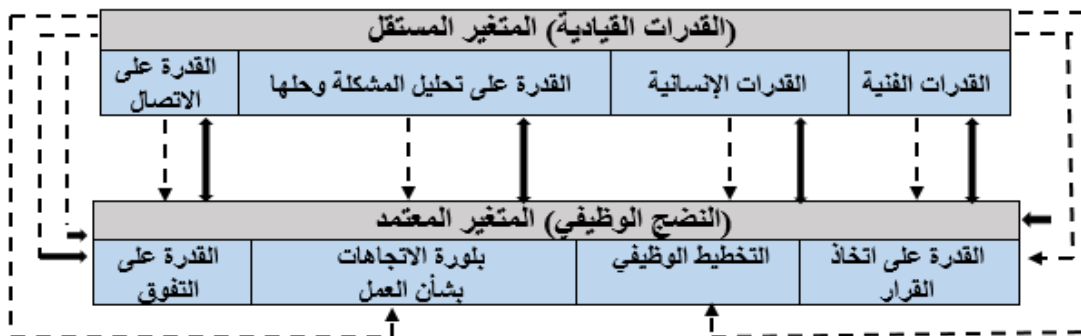 (القدرات القيادية) المتغير المستقل
القدرات الفنية
القدرات الإنسانية
القدرة على تحليل المشكلة وحلها
القدرة على
الاتصال
(النضج الوظيفي) المتغير المعتمد
القدرة على اتخاذ
القرار
التخطيط الوظيفي
بلورة الاتجاهات
بشأن العمل
القدرة على
التفوق